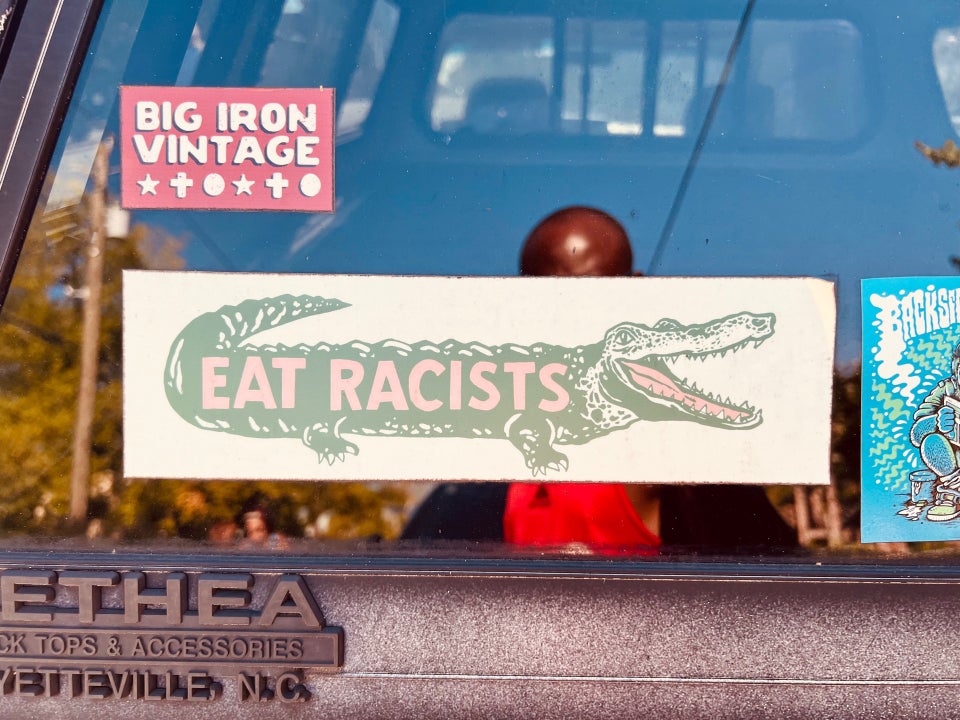 BIG IRON
VINTAGE
EAT RACISTS
ETHEA
CK TOPS & ACCESSORIES
YETTEVILLE, N.C.